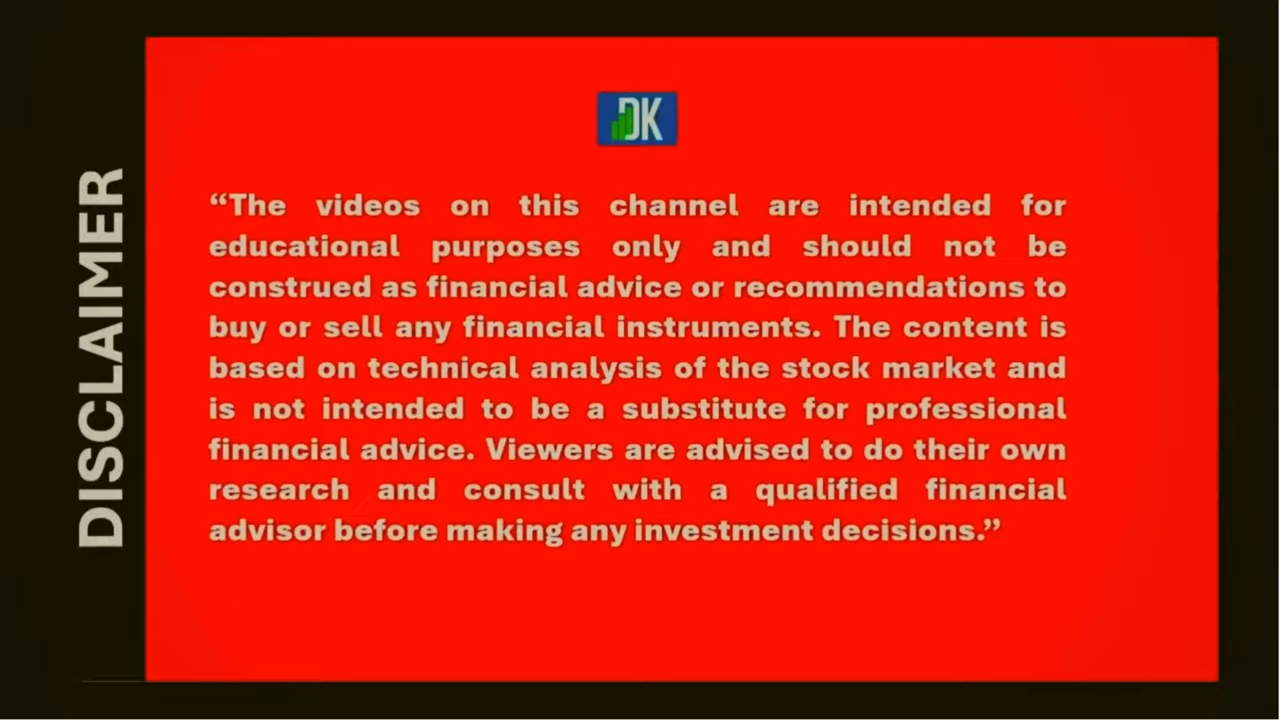 DISCLAIMER
DK
“The videos on this channel are intended for
educational purposes only and should not be
construed as financial advice or recommendations to
buy or sell any financial instruments. The content is
based on technical analysis of the stock market and
is not intended to be a substitute for professional
financial advice. Viewers are advised to do their own
research and consult with a qualified financial
advisor before making any investment decisions.”